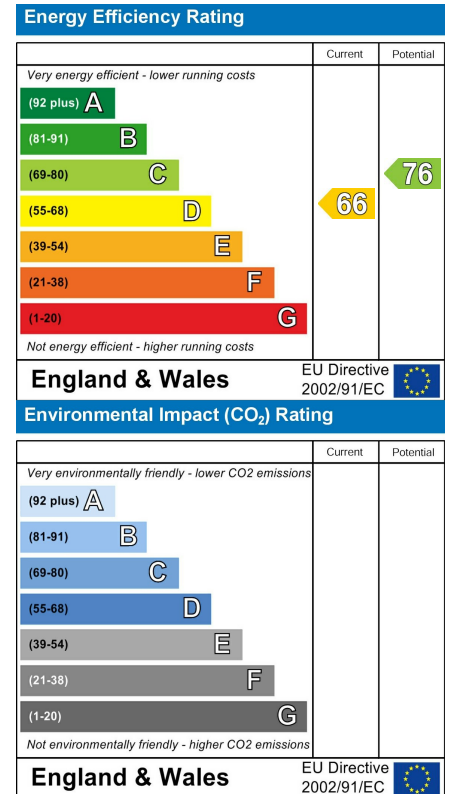 Energy Efficiency Rating
Current Potential
Very energy efficient - lower running costs
(92 plus) A
(81-91) B
(69-80) C
76
(55-68) D
66
(39-54) E
(21-38) F
(1-20) G
Not energy efficient - higher running costs
England & Wales
EU Directive
2002/91/EC
Environmental Impact (CO₂) Rating
Current Potential
Very environmentally friendly - lower CO2 emissions
(92 plus) A
(81-91) B
(69-80) C
(55-68) D
(39-54) E
(21-38) F
(1-20) G
Not environmentally friendly - higher CO2 emissions
England & Wales
EU Directive
2002/91/EC